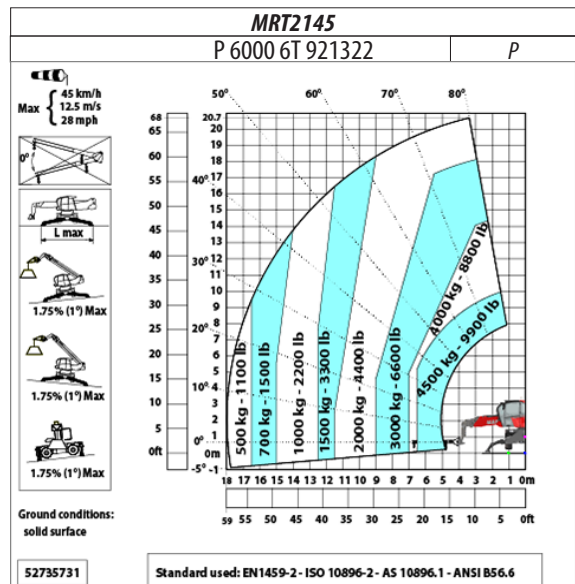 MRT2145
P 6000 6T 921322 P
Max { 45 km/h
12.5 m/s
28 mph
0°
L max
1.75% (1°) Max
1.75% (1°) Max
1.75% (1°) Max
Ground conditions:
solid surface
52735731
50° 60° 70° 80°
40°
30°
20°
10°
0°
-5°
68 65 60 55 50 45 40 35 30 25 20 15 10 5 0ft
20.7 20 19 18 17 16 15 14 13 12 11 10 9 8 7 6 5 4 3 2 1 0m -1
500 kg - 1100 lb
700 kg - 1500 lb
1000 kg - 2200 lb
1500 kg - 3300 lb
2000 kg - 4400 lb
3000 kg - 6600 lb
4000 kg - 8800 lb
4500 kg - 9900 lb
18 17 16 15 14 13 12 11 10 9 8 7 6 5 4 3 2 1 0m
59 55 50 45 40 35 30 25 20 15 10 5 0ft
Standard used: EN1459-2 - ISO 10896-2 - AS 10896.1 - ANSI B56.6